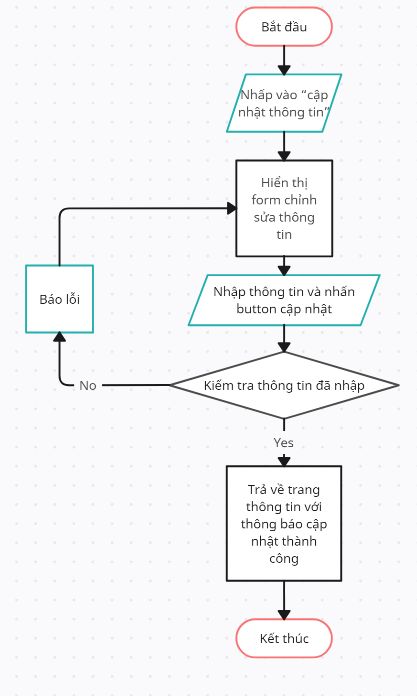 Bắt đầu
Nhấp vào “cập
nhật thông tin”
Hiển thị
form chỉnh
sửa thông
tin
Báo lỗi
Nhập thông tin và nhấn
button cập nhật
No
Kiểm tra thông tin đã nhập
Yes
Trả về trang
thông tin với
thông báo cập
nhật thành
công
Kết thúc